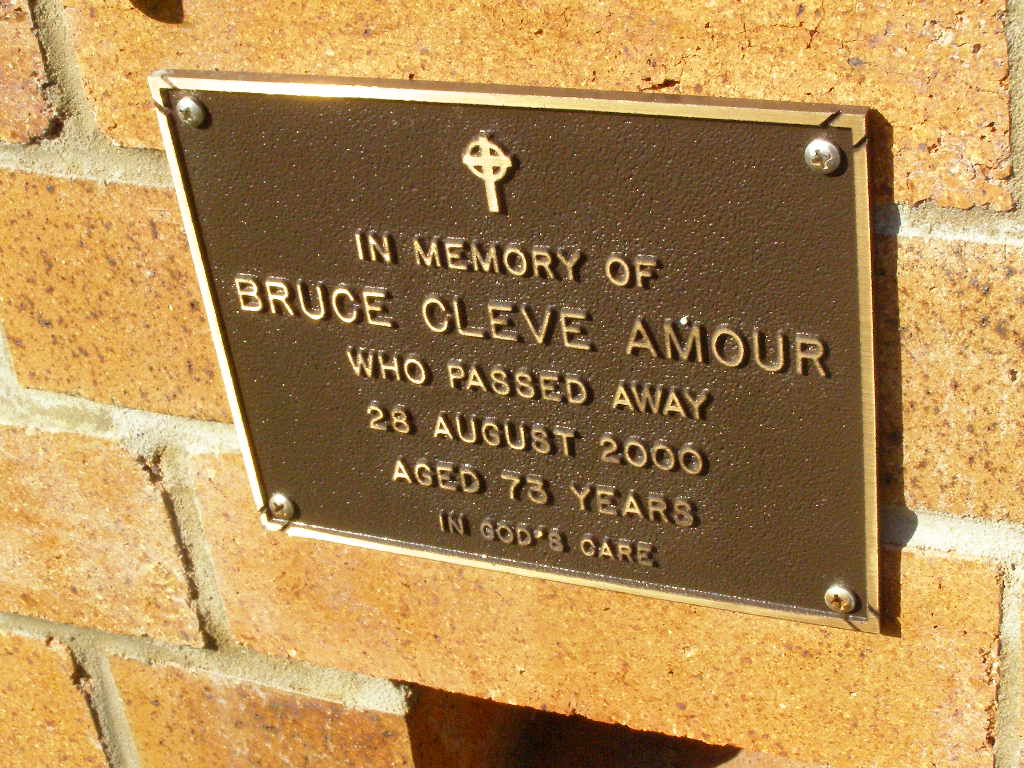 IN MEMORY OF
BRUCE CLEVE AMOUR
WHO PASSED AWAY
28 AUGUST 2000
AGED 73 YEARS
IN GOD'S CARE